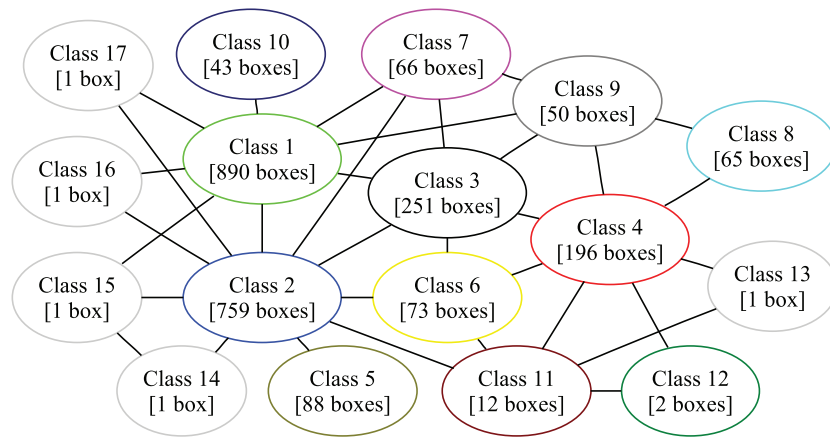 Class 17
[1 box]
Class 10
[43 boxes]
Class 7
[66 boxes]
Class 9
[50 boxes]
Class 8
[65 boxes]
Class 1
[890 boxes]
Class 16
[1 box]
Class 3
[251 boxes]
Class 4
[196 boxes]
Class 15
[1 box]
Class 2
[759 boxes]
Class 6
[73 boxes]
Class 13
[1 box]
Class 14
[1 box]
Class 5
[88 boxes]
Class 11
[12 boxes]
Class 12
[2 boxes]